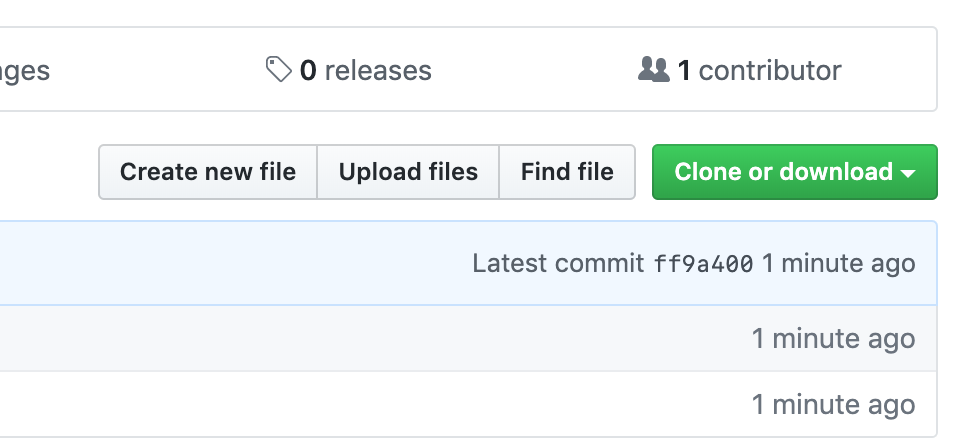 ages 0 releases 1 contributor
Create new file Upload files Find file Clone or download
Latest commit ff9a400 1 minute ago
1 minute ago
1 minute ago